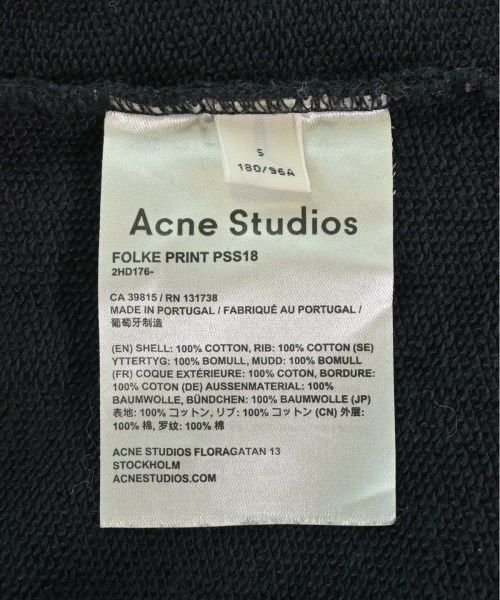 S
180/96A
Acne Studios
FOLKE PRINT PSS18
2HD176-
CA 39815 / RN 131738
MADE IN PORTUGAL / FABRIQUÉ AU PORTUGAL /
葡萄牙制造
(EN) SHELL: 100% COTTON, RIB: 100% COTTON (SE)
YTTERTYG: 100% BOMULL, MUDD: 100% BOMULL
(FR) COQUE EXTÉRIEURE: 100% COTON, BORDURE:
100% COTON (DE) AUSSENMATERIAL: 100%
BAUMWOLLE, BÜNDCHEN: 100% BAUMWOLLE (JP)
表地: 100% コットン, リブ: 100% コットン (CN) 外层:
100% 棉, 罗纹: 100% 棉
ACNE STUDIOS FLORAGATAN 13
STOCKHOLM
ACNESTUDIOS.COM